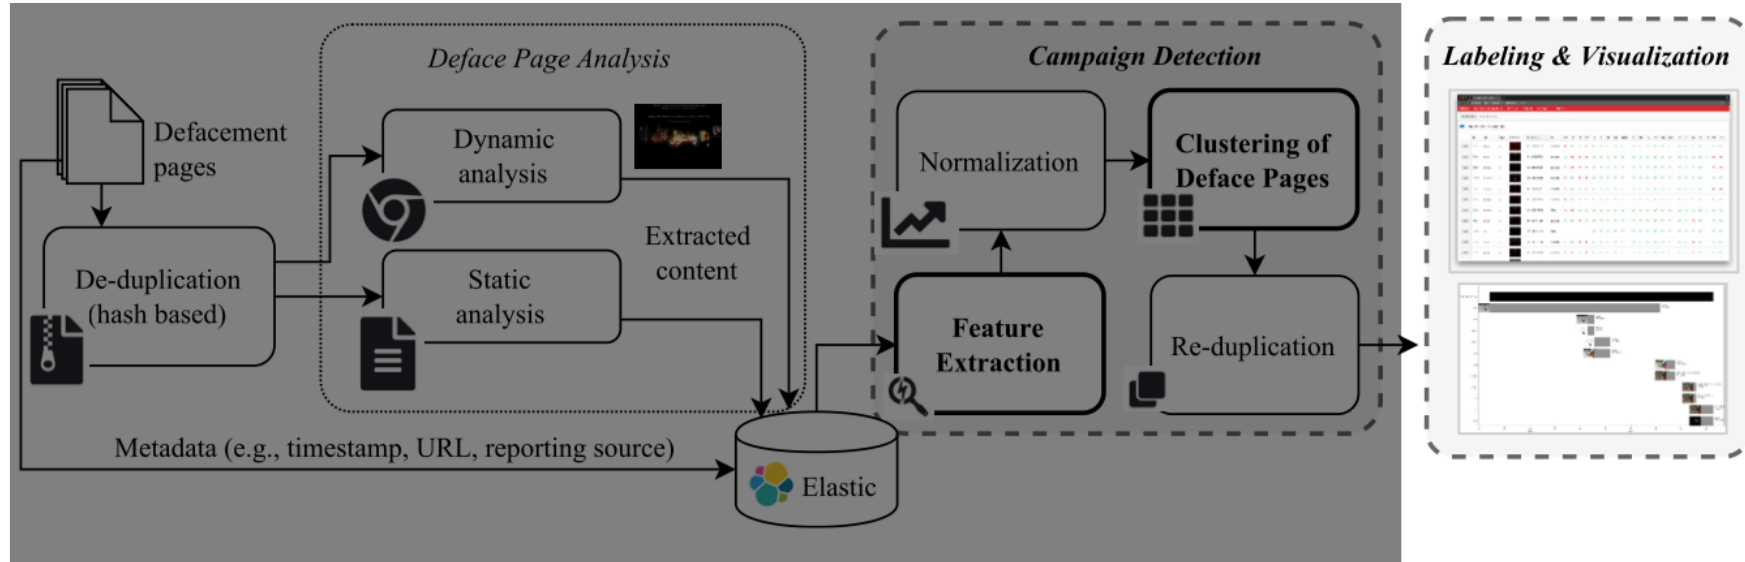 Deface Page Analysis
Campaign Detection
Labeling & Visualization
Defacement
pages
De-duplication
(hash based)
Dynamic
analysis
Static
analysis
Extracted
content
Metadata (e.g., timestamp, URL, reporting source)
Elastic
Feature
Extraction
Normalization
Clustering of
Deface Pages
Re-duplication